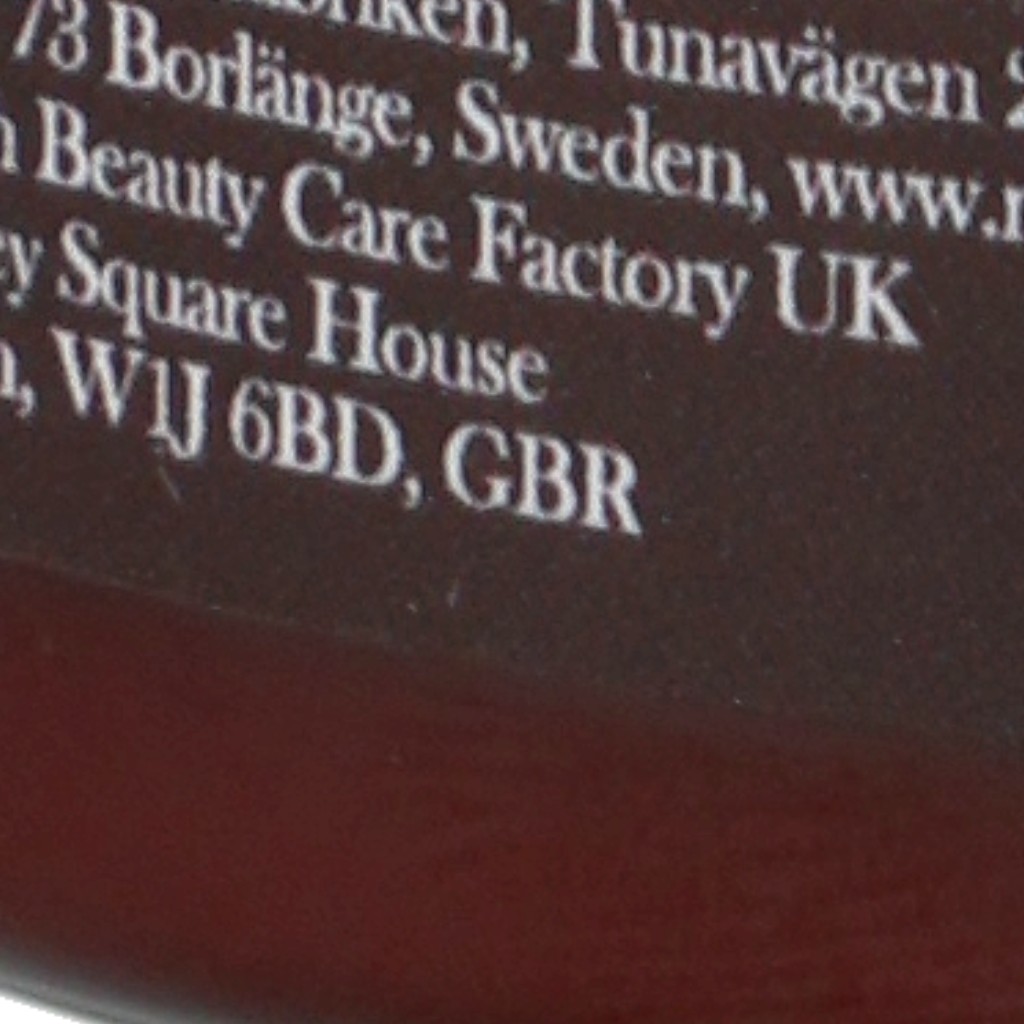 Tunavägen
73 Borlänge, Sweden,
Beauty Care Factory UK
Square House
W1J 6BD, GBR